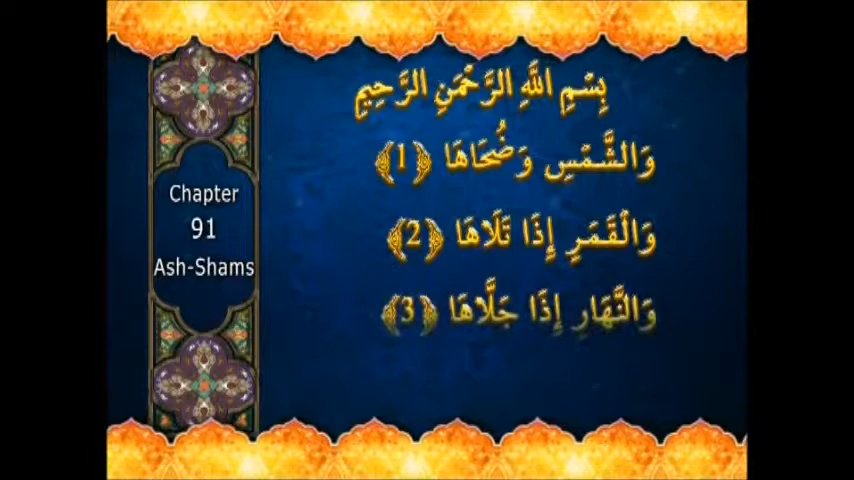 بِسْمِ اللَّهِ الرَّحْمَنِ الرَّحِيمِ
وَالشَّمْسِ وَضُحَاهَا ﴿1﴾
وَالْقَمَرِ إِذَا تَلَاهَا ﴿2﴾
وَالنَّهَارِ إِذَا جَلَّاهَا ﴿3﴾
Chapter
91
Ash-Shams